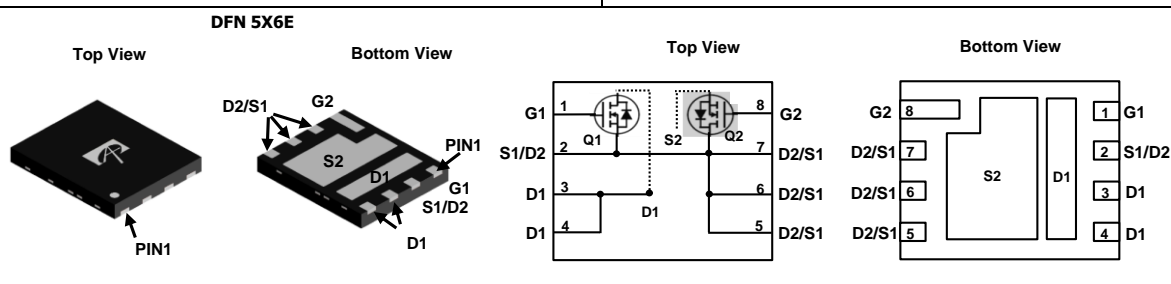 DFN 5X6E
Top View
Bottom View
D2/S1
G2
S2
D1
PIN1
G1
S1/D2
D1
PIN1
Top View
G1
1
Q1
S2
Q2
8
G2
S1/D2
2
7
D2/S1
D1
3
D1
6
D2/S1
D1
4
5
D2/S1
Bottom View
G2
8
1
G1
D2/S1
7
2
S1/D2
S2
D1
D2/S1
6
3
D1
D2/S1
5
4
D1